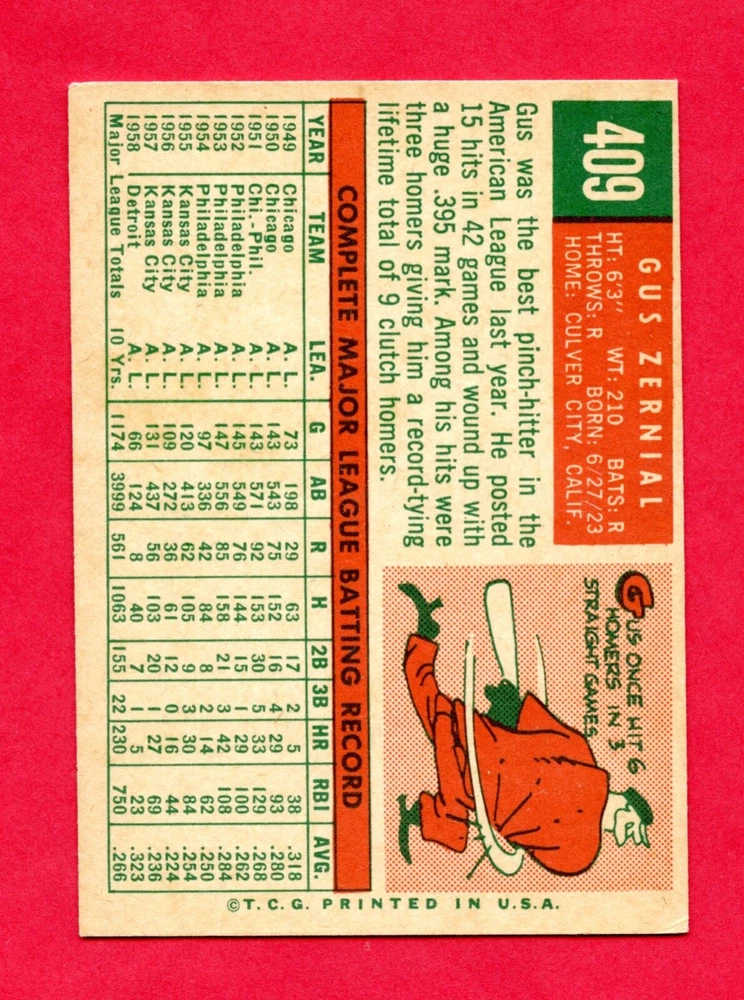 409
GUS ZERNIAL
HT: 6'3" WT: 210 BATS: R
THROWS: R BORN: 6/27/23
HOME: CULVER CITY, CALIF.
Gus was the best pinch-hitter in the
American League last year. He posted
15 hits in 42 games and wound up with
a huge .395 mark. Among his hits were
three homers giving him a record-tying
lifetime total of 9 clutch homers.
GUS ONCE HIT 6
HOMERS IN 3
STRAIGHT GAMES
COMPLETE MAJOR LEAGUE BATTING RECORD
YEAR TEAM LEA. G AB R H 2B 3B HR RBI AVG.
1949 Chicago A. L. 73 198 29 63 17 2 5 38 .318
1950 Chicago A. L. 143 543 75 152 16 4 29 93 .280
1951 Chi.-Phil. A. L. 143 571 92 153 30 5 33 129 .268
1952 Philadelphia A. L. 145 549 76 144 15 1 29 100 .262
1953 Philadelphia A. L. 147 556 85 158 21 3 42 108 .284
1954 Philadelphia A. L. 97 336 42 84 8 2 14 62 .250
1955 Kansas City A. L. 120 413 62 105 9 3 30 84 .254
1956 Kansas City A. L. 109 272 36 61 12 0 16 44 .224
1957 Kansas City A. L. 131 437 56 103 20 1 27 69 .236
1958 Detroit A. L. 66 124 8 40 7 1 5 23 .323
Major League Totals 10 Yrs. 1174 3999 561 1063 155 22 230 750 .266
©T. C. G. PRINTED IN U.S.A.